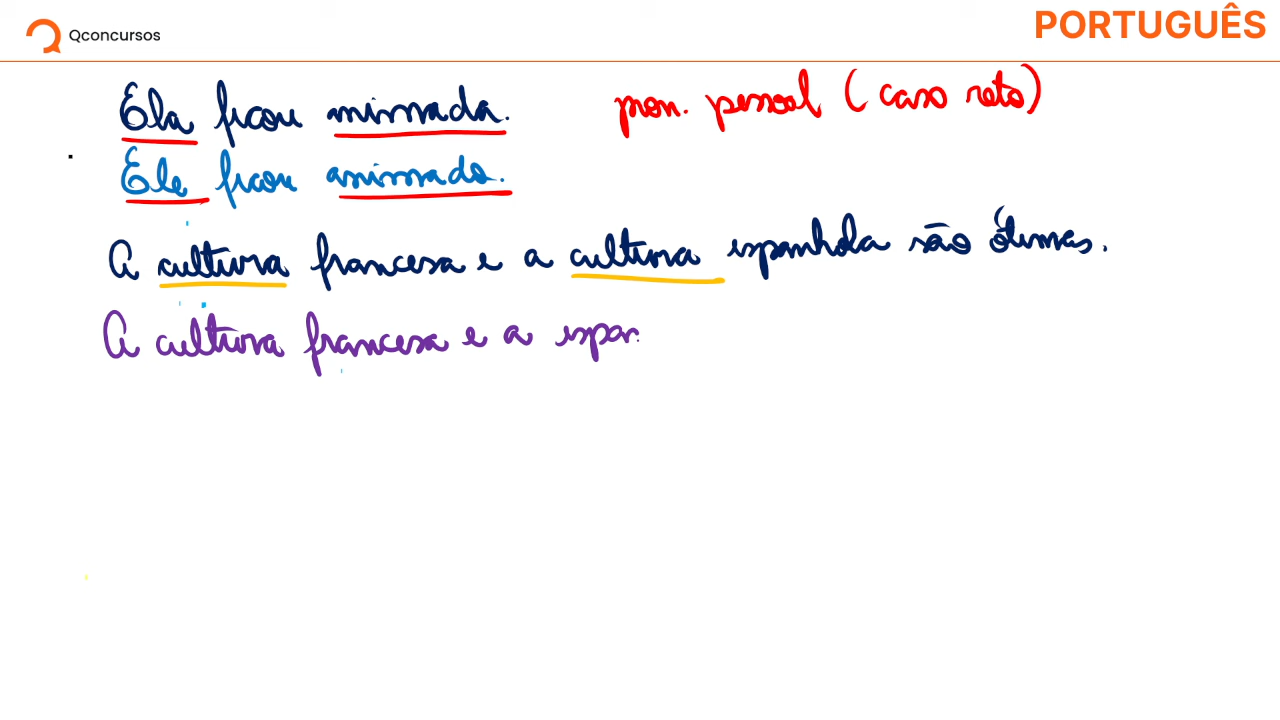 Qconcursos
PORTUGUÊS
Ela ficou animada.
pron. pessoal (caso reto)
Ele ficou animado.
A cultura francesa e a cultura espanhola são ótimas.
A cultura francesa e a espan